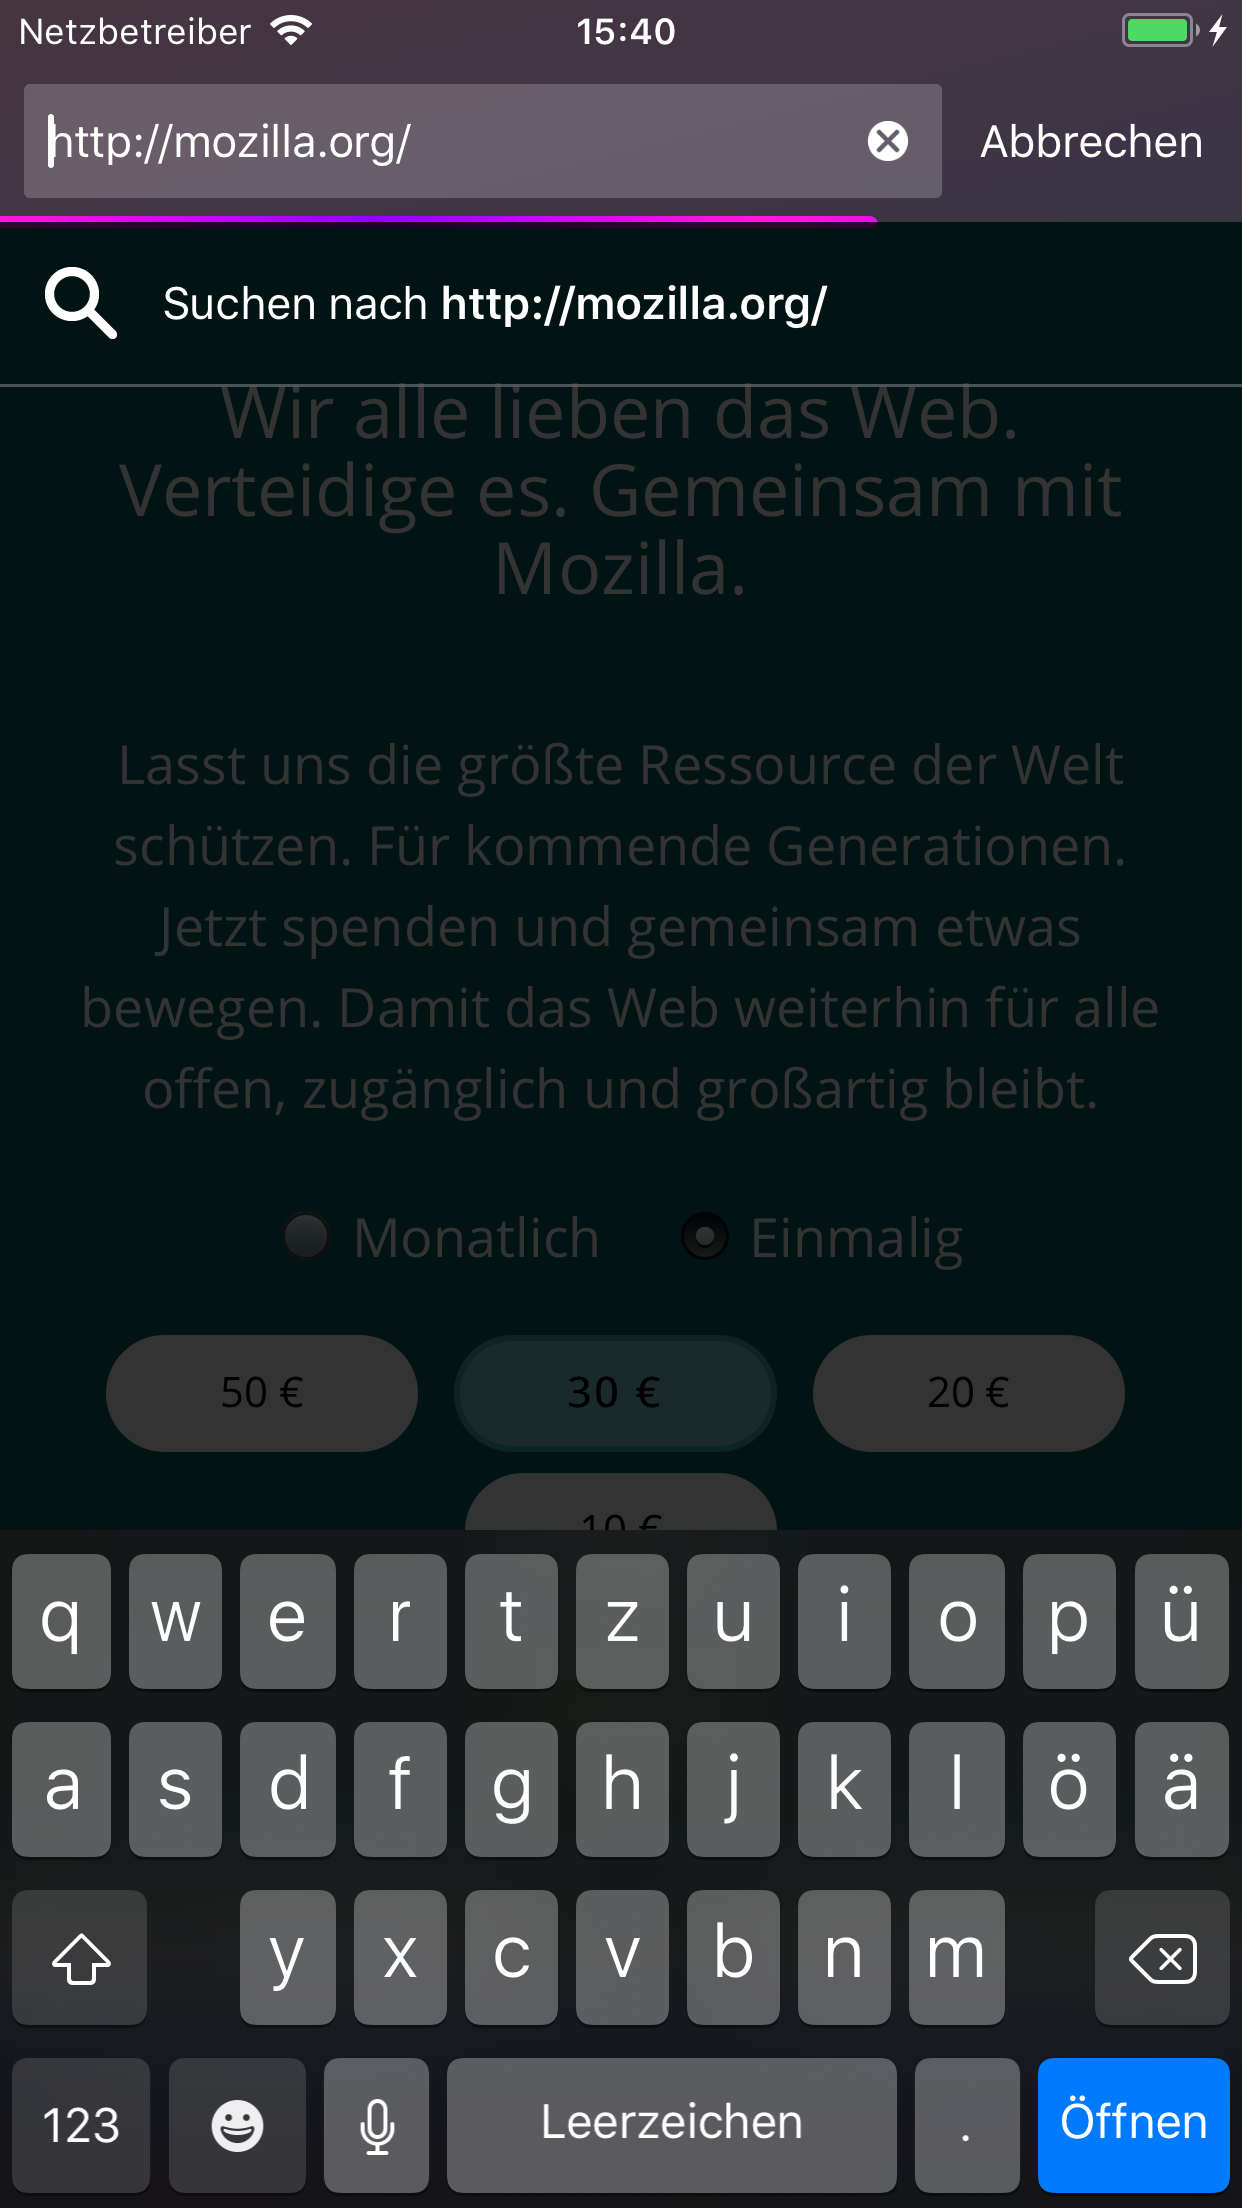 Netzbetreiber 15:40
http://mozilla.org/ Abbrechen
Suchen nach http://mozilla.org/
Wir alle lieben das Web.
Verteidige es. Gemeinsam mit
Mozilla.
Lasst uns die größte Ressource der Welt
schützen. Für kommende Generationen.
Jetzt spenden und gemeinsam etwas
bewegen. Damit das Web weiterhin für alle
offen, zugänglich und großartig bleibt.
Monatlich Einmalig
50 € 30 € 20 €
10 €
q w e r t z u i o p ü
a s d f g h j k l ö ä
y x c v b n m
123 Leerzeichen . Öffnen